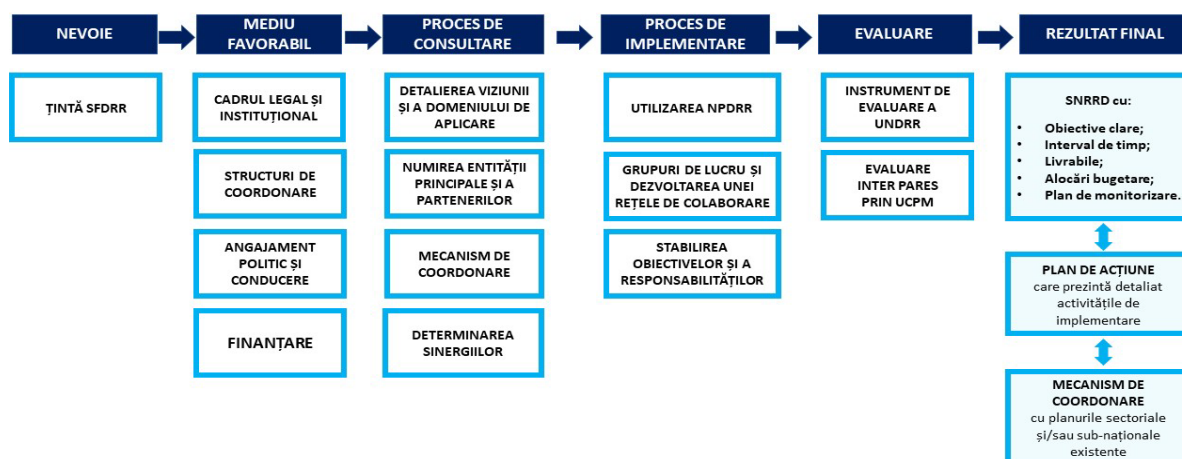 NEVOIE
MEDIU
FAVORABIL
PROCES DE
CONSULTARE
PROCES DE
IMPLEMENTARE
EVALUARE
REZULTAT FINAL
ȚINTĂ SFDRR
CADRUL LEGAL ȘI
INSTITUȚIONAL
STRUCTURI DE
COORDONARE
ANGAJAMENT
POLITIC ȘI
CONDUCERE
FINANȚARE
DETALIEREA VIZIUNII
ȘI A DOMENIULUI DE
APLICARE
NUMIREA ENTITĂȚII
PRINCIPALE ȘI A
PARTENERILOR
MECANISM DE
COORDONARE
DETERMINAREA
SINERGIILOR
UTILIZAREA NPDRR
GRUPURI DE LUCRU ȘI
DEZVOLTAREA UNEI
REȚELE DE COLABORARE
STABILIREA
OBIECTIVELOR ȘI A
RESPONSABILITĂȚILOR
INSTRUMENT DE
EVALUARE A
UNDRR
EVALUARE
INTER PARES
PRIN UCPM
SNRRD cu:
• Obiective clare;
• Interval de timp;
• Livrabile;
• Alocări bugetare;
• Plan de monitorizare.
PLAN DE ACȚIUNE
care prezintă detaliat
activitățile de
implementare
MECANISM DE
COORDONARE
cu planurile sectoriale
și/sau sub-naționale
existente